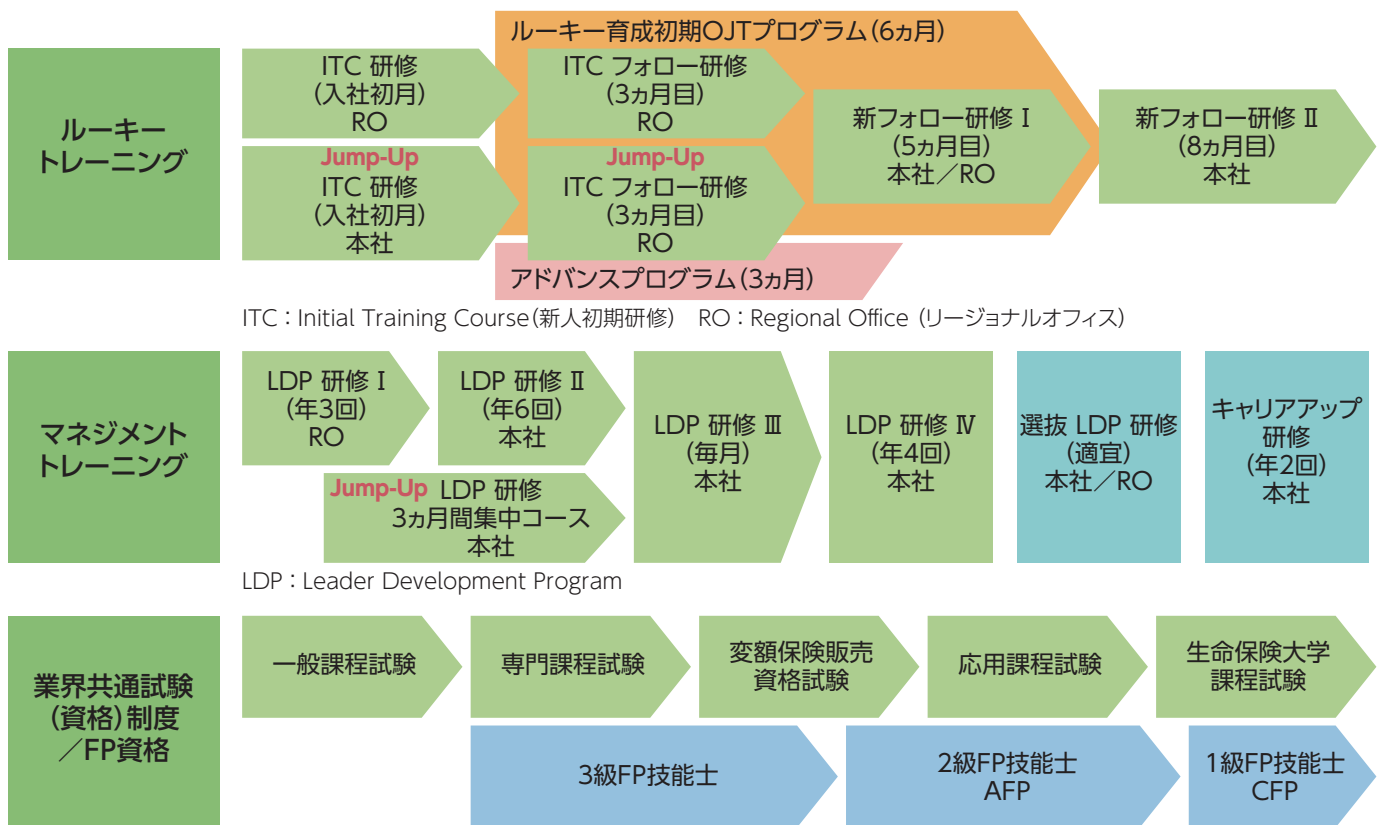 ルーキー
トレーニング
ルーキー育成初期OJTプログラム(6ヵ月)
ITC 研修
(入社初月)
RO
ITC フォロー研修
(3ヵ月目)
RO
Jump-Up
ITC 研修
(入社初月)
本社
Jump-Up
ITC フォロー研修
(3ヵ月目)
RO
新フォロー研修 Ⅰ
(5ヵ月目)
本社/RO
新フォロー研修 Ⅱ
(8ヵ月目)
本社
アドバンスプログラム(3ヵ月)
ITC:Initial Training Course(新人初期研修) RO:Regional Office (リージョナルオフィス)
マネジメント
トレーニング
LDP 研修 Ⅰ
(年3回)
RO
LDP 研修 Ⅱ
(年6回)
本社
Jump-Up LDP 研修
3ヵ月間集中コース
本社
LDP 研修 Ⅲ
(毎月)
本社
LDP 研修 Ⅳ
(年4回)
本社
選抜 LDP 研修
(適宜)
本社/RO
キャリアアップ
研修
(年2回)
本社
LDP:Leader Development Program
業界共通試験
(資格)制度
/FP資格
一般課程試験
専門課程試験
変額保険販売
資格試験
応用課程試験
生命保険大学
課程試験
3級FP技能士
2級FP技能士
AFP
1級FP技能士
CFP